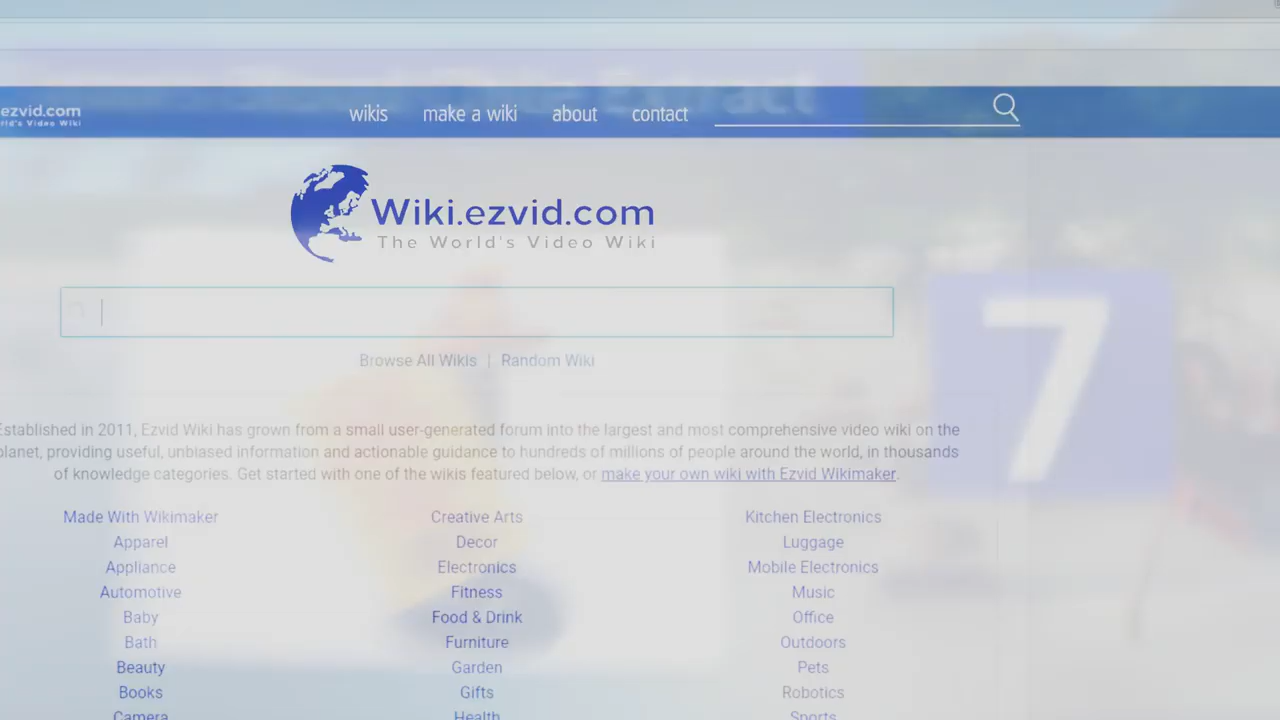 ezvid.com
wikis make a wiki about contact
Extract
Wiki.ezvid.com
The World's Video Wiki
Browse All Wikis | Random Wiki
7
Established in 2011, Ezvid Wiki has grown from a small user-generated forum into the largest and most comprehensive video wiki on the
planet, providing useful, unbiased information and actionable guidance to hundreds of millions of people around the world, in thousands
of knowledge categories. Get started with one of the wikis featured below, or make your own wiki with Ezvid Wikimaker.
Made With Wikimaker Creative Arts Kitchen Electronics
Apparel Decor Luggage
Appliance Electronics Mobile Electronics
Automotive Fitness Music
Baby Food & Drink Office
Bath Furniture Outdoors
Beauty Garden Pets
Books Gifts Robotics
Camera Health Sports